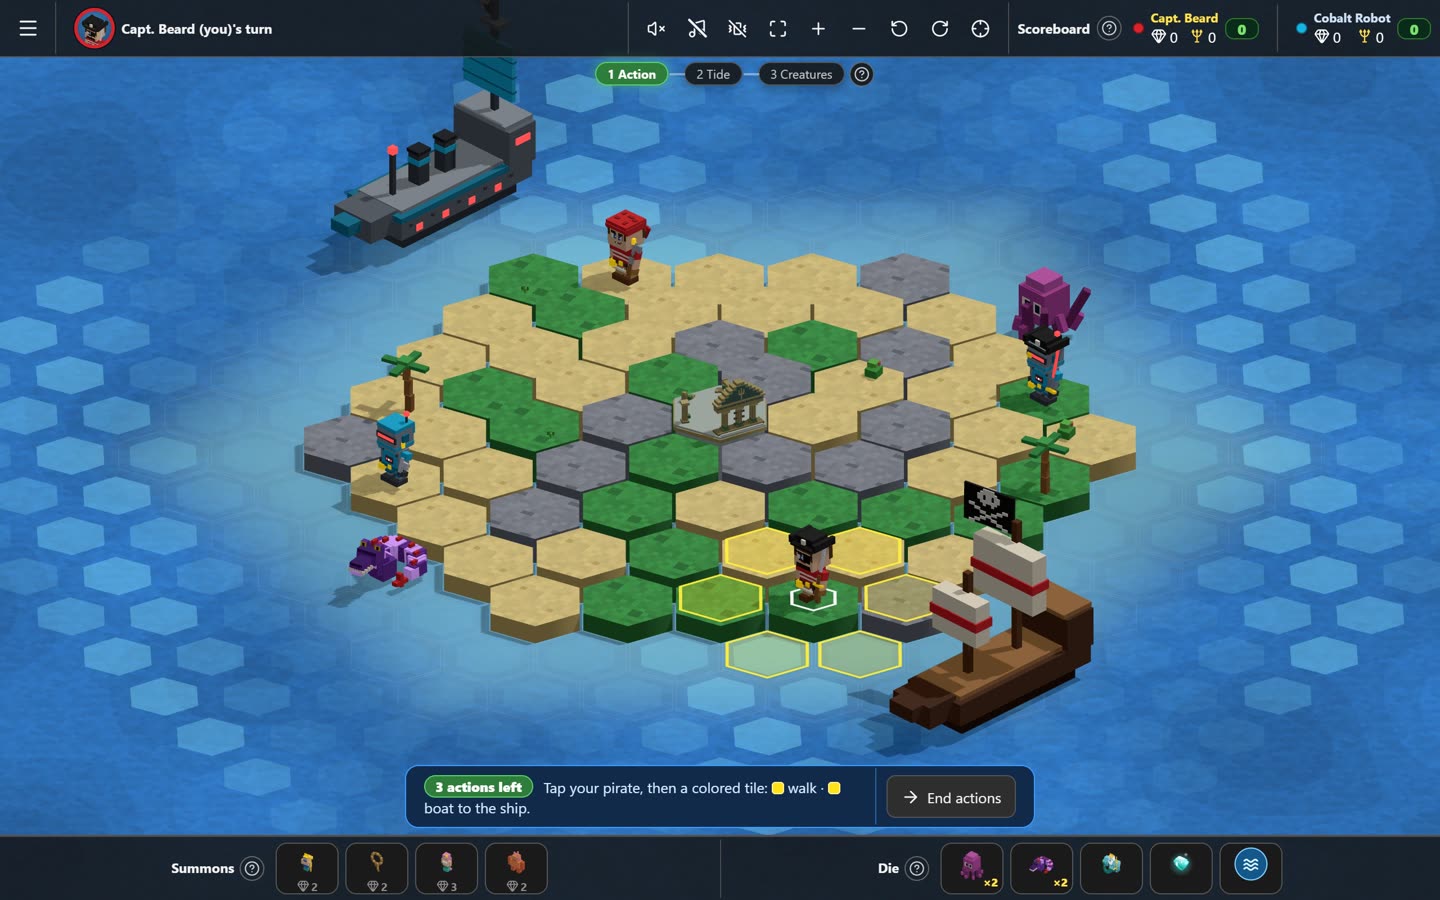 Capt. Beard (you)'s turn
Scoreboard
?
Capt. Beard
0
0
0
Cobalt Robot
0
0
0
1 Action
2 Tide
3 Creatures
?
3 actions left
Tap your pirate, then a colored tile: walk ·
boat to the ship.
End actions
Summons
?
2
2
3
2
Die
?
×2
×2